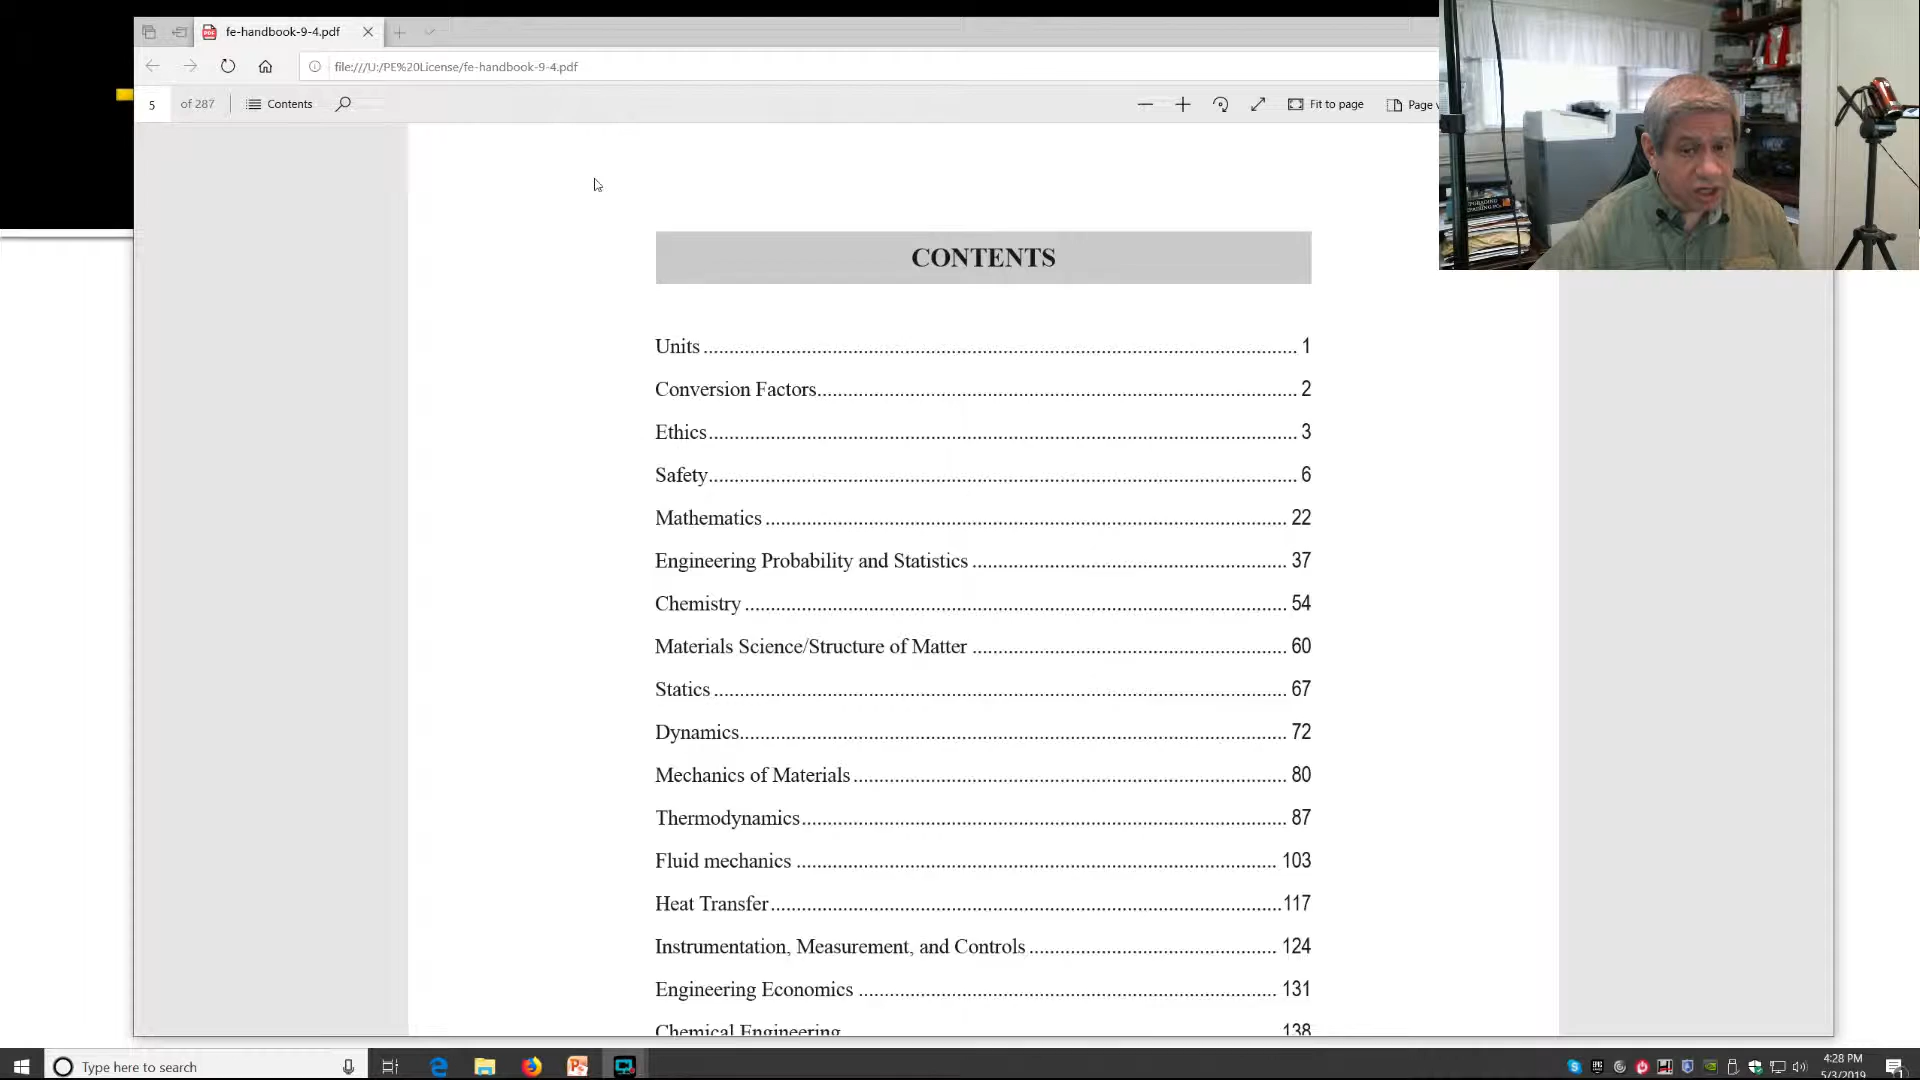 fe-handbook-9-4.pdf
file:///U:/PE%20License/fe-handbook-9-4.pdf
5 of 287 Contents Fit to page Page
CONTENTS
Units 1
Conversion Factors 2
Ethics 3
Safety 6
Mathematics 22
Engineering Probability and Statistics 37
Chemistry 54
Materials Science/Structure of Matter 60
Statics 67
Dynamics 72
Mechanics of Materials 80
Thermodynamics 87
Fluid mechanics 103
Heat Transfer 117
Instrumentation, Measurement, and Controls 124
Engineering Economics 131
Chemical Engineering 138
Type here to search
4:28 PM
5/3/2019